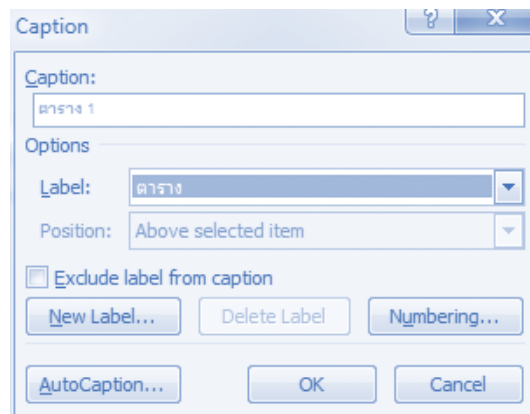 Caption
?
X
Caption:
ตาราง 1
Options
Label:
ตาราง
Position:
Above selected item
Exclude label from caption
New Label...
Delete Label
Numbering...
AutoCaption...
OK
Cancel